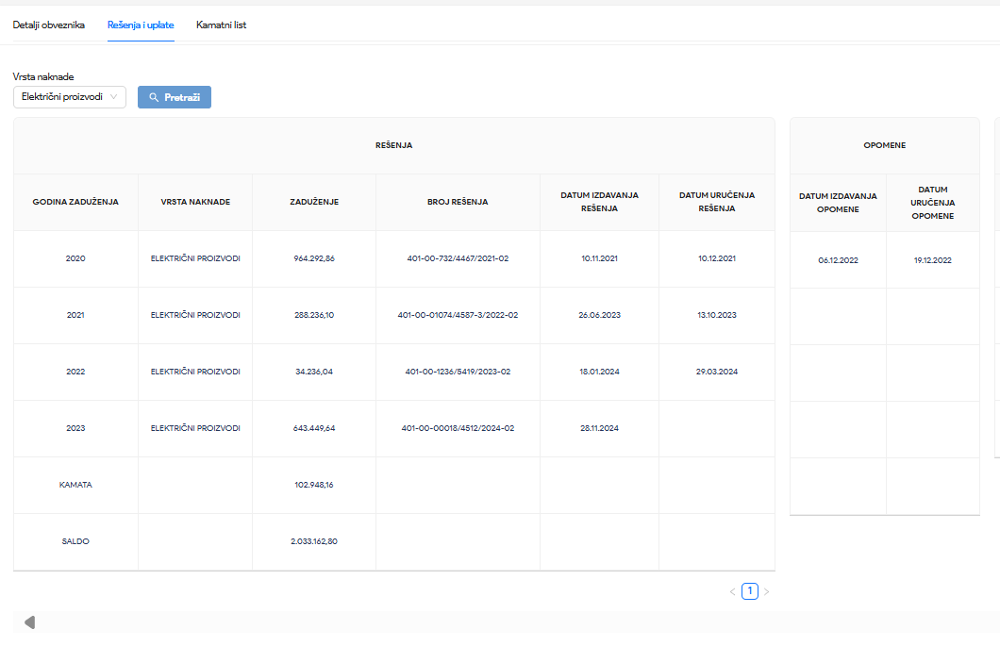 Detalji obveznika Rešenja i uplate Kamatni list
Vrsta naknade
Električni proizvodi Pretraži
REŠENJA OPOMENE
GODINA ZADUŽENJA VRSTA NAKNADE ZADUŽENJE BROJ REŠENJA DATUM IZDAVANJA REŠENJA DATUM URUČENJA REŠENJA DATUM IZDAVANJA OPOMENE DATUM URUČENJA OPOMENE
2020 ELEKTRIČNI PROIZVODI 964.292,86 401-00-732/4467/2021-02 10.11.2021 10.12.2021 06.12.2022 19.12.2022
2021 ELEKTRIČNI PROIZVODI 288.236,10 401-00-01074/4587-3/2022-02 26.06.2023 13.10.2023
2022 ELEKTRIČNI PROIZVODI 34.236,04 401-00-1236/5419/2023-02 18.01.2024 29.03.2024
2023 ELEKTRIČNI PROIZVODI 643.449,64 401-00-00018/4512/2024-02 28.11.2024
KAMATA 102.948,16
SALDO 2.033.162,80
1